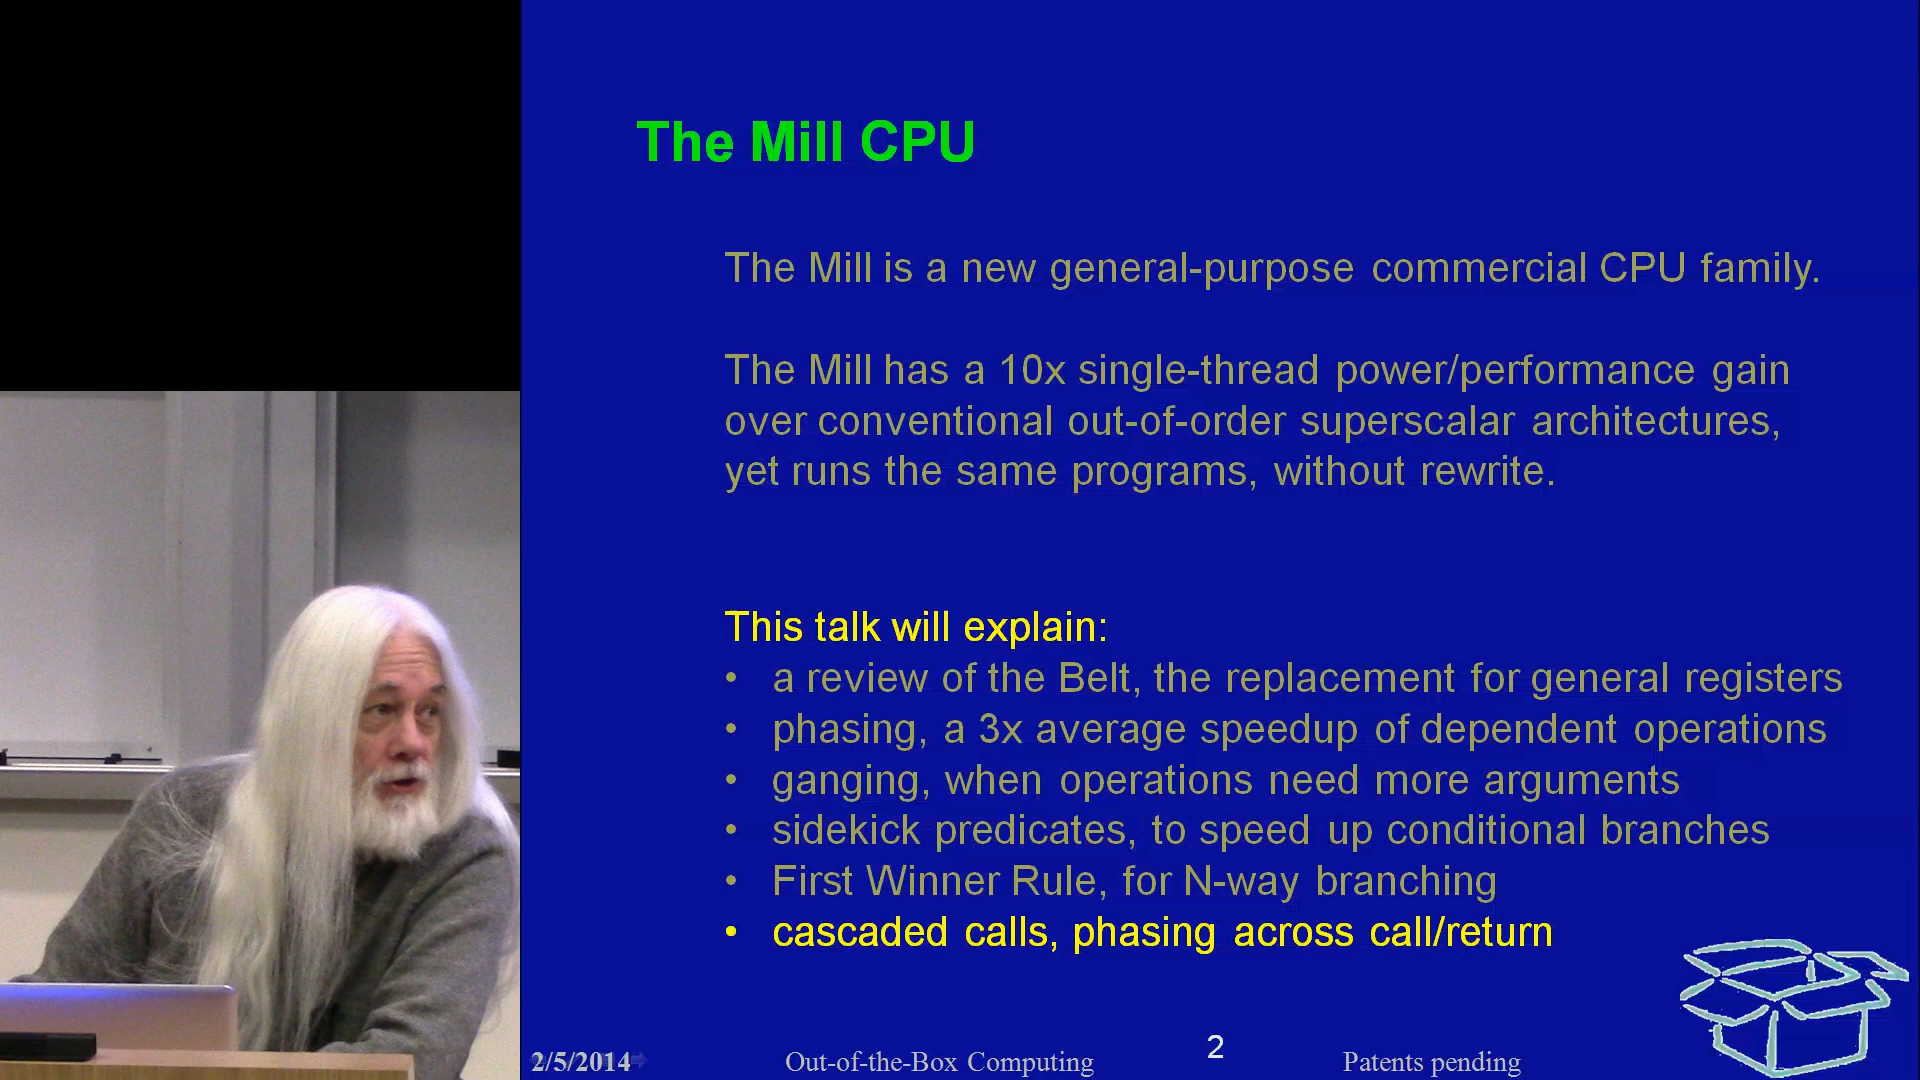 The Mill CPU
The Mill is a new general-purpose commercial CPU family.
The Mill has a 10x single-thread power/performance gain
over conventional out-of-order superscalar architectures,
yet runs the same programs, without rewrite.
This talk will explain:
• a review of the Belt, the replacement for general registers
• phasing, a 3x average speedup of dependent operations
• ganging, when operations need more arguments
• sidekick predicates, to speed up conditional branches
• First Winner Rule, for N-way branching
• cascaded calls, phasing across call/return
2/5/2014 Out-of-the-Box Computing 2 Patents pending